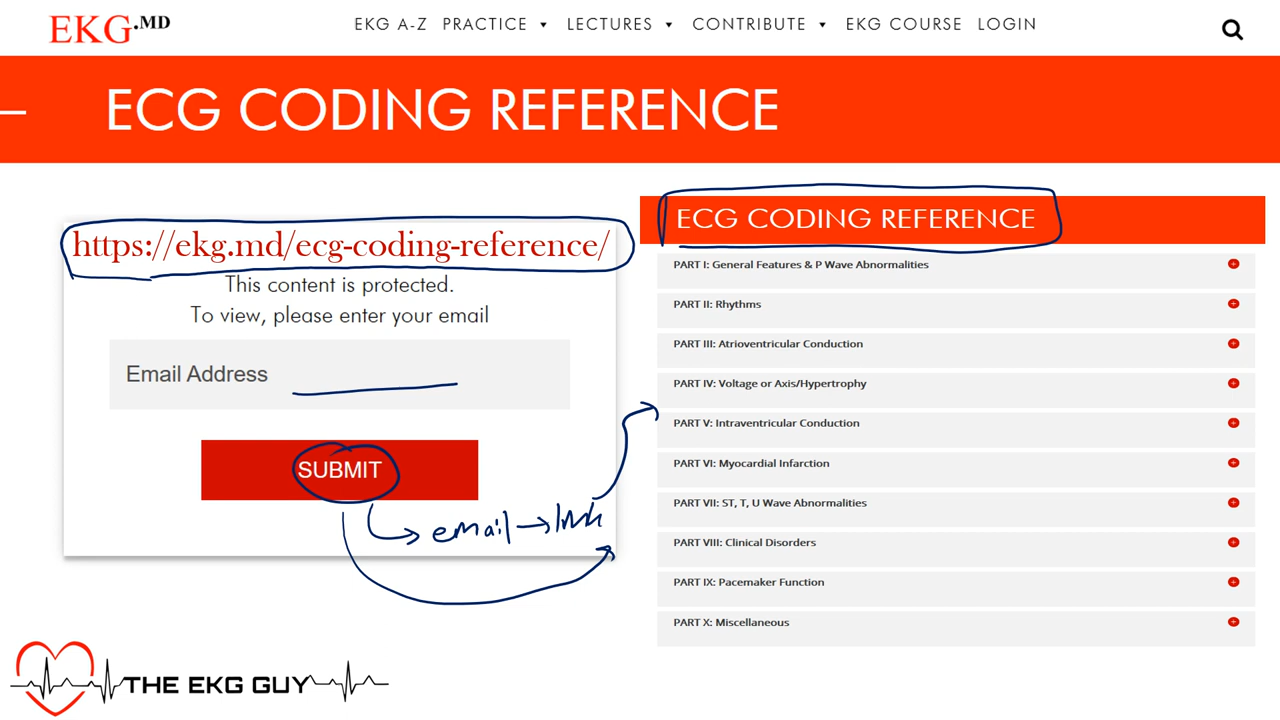 EKG.MD
EKG A-Z PRACTICE LECTURES CONTRIBUTE EKG COURSE LOGIN
ECG CODING REFERENCE
https://ekg.md/ecg-coding-reference/
This content is protected.
To view, please enter your email
Email Address
SUBMIT
email → link
ECG CODING REFERENCE
PART I: General Features & P Wave Abnormalities
PART II: Rhythms
PART III: Atrioventricular Conduction
PART IV: Voltage or Axis/Hypertrophy
PART V: Intraventricular Conduction
PART VI: Myocardial Infarction
PART VII: ST, T, U Wave Abnormalities
PART VIII: Clinical Disorders
PART IX: Pacemaker Function
PART X: Miscellaneous
THE EKG GUY